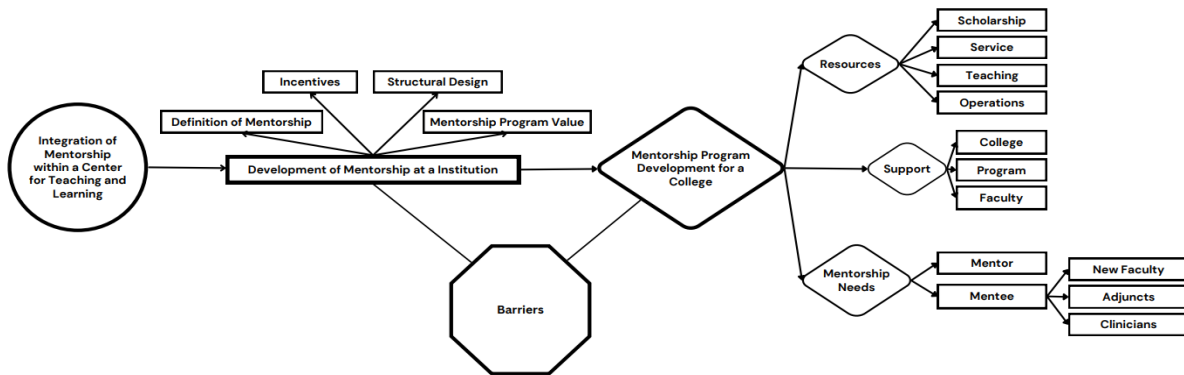 Integration of
Mentorship
within a Center
for Teaching and
Learning
Incentives
Structural Design
Definition of Mentorship
Mentorship Program Value
Development of Mentorship at a Institution
Barriers
Mentorship Program
Development for a
College
Resources
Scholarship
Service
Teaching
Operations
Support
College
Program
Faculty
Mentorship
Needs
Mentor
Mentee
New Faculty
Adjuncts
Clinicians